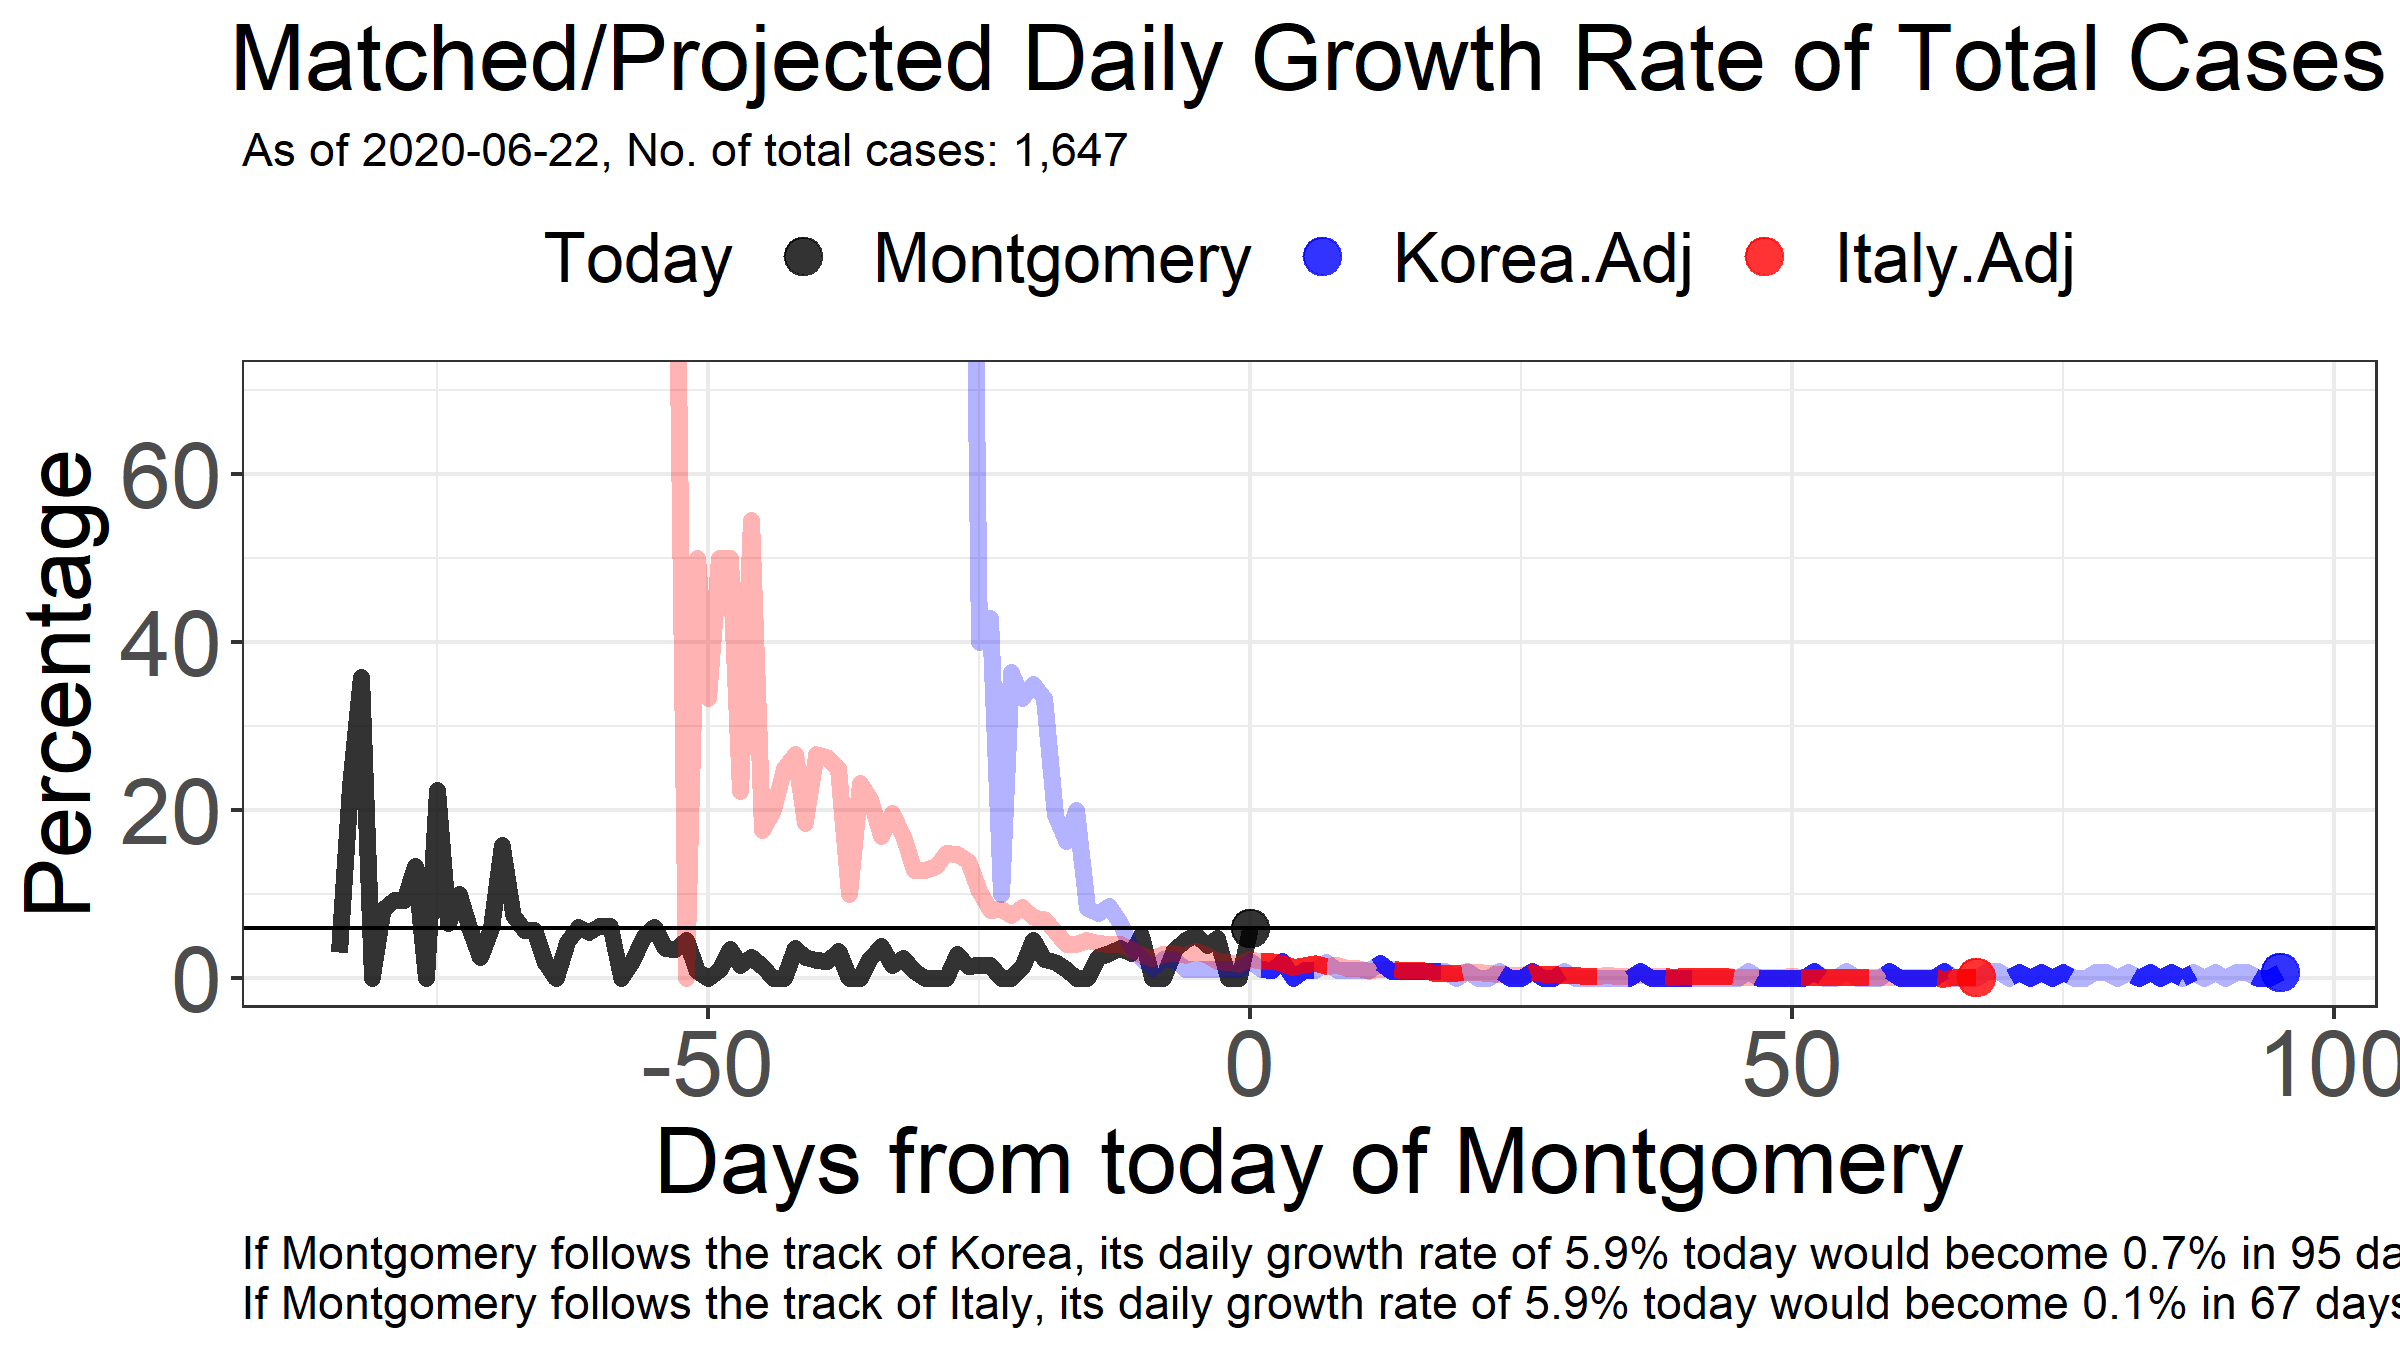 Matched/Projected Daily Growth Rate of Total Cases
As of 2020-06-22, No. of total cases: 1,647
Today Montgomery Korea.Adj Italy.Adj
Percentage
60
40
20
0
-50 0 50 100
Days from today of Montgomery
If Montgomery follows the track of Korea, its daily growth rate of 5.9% today would become 0.7% in 95 da
If Montgomery follows the track of Italy, its daily growth rate of 5.9% today would become 0.1% in 67 days